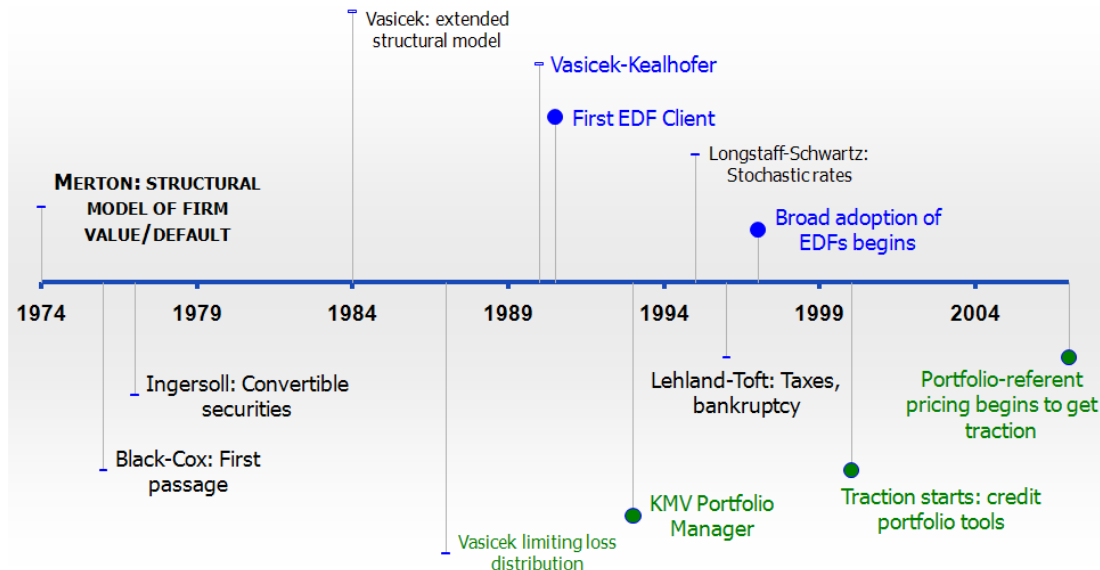 Vasicek: extended
structural model
Vasicek-Kealhofer
First EDF Client
Longstaff-Schwartz:
Stochastic rates
MERTON: STRUCTURAL
MODEL OF FIRM
VALUE/DEFAULT
Broad adoption of
EDFs begins
1974 1979 1984 1989 1994 1999 2004
Ingersoll: Convertible
securities
Lehland-Toft: Taxes,
bankruptcy
Portfolio-referent
pricing begins to get
traction
Black-Cox: First
passage
KMV Portfolio
Manager
Traction starts: credit
portfolio tools
Vasicek limiting loss
distribution